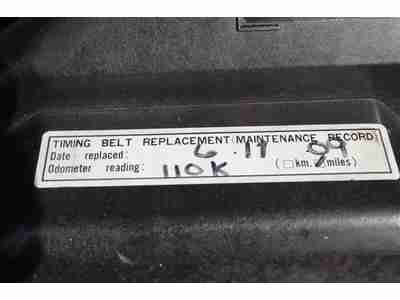 TIMING BELT REPLACEMENT MAINTENANCE RECORD
Date replaced: 6 . 11 09
Odometer reading: 110K (□km. ☑miles)